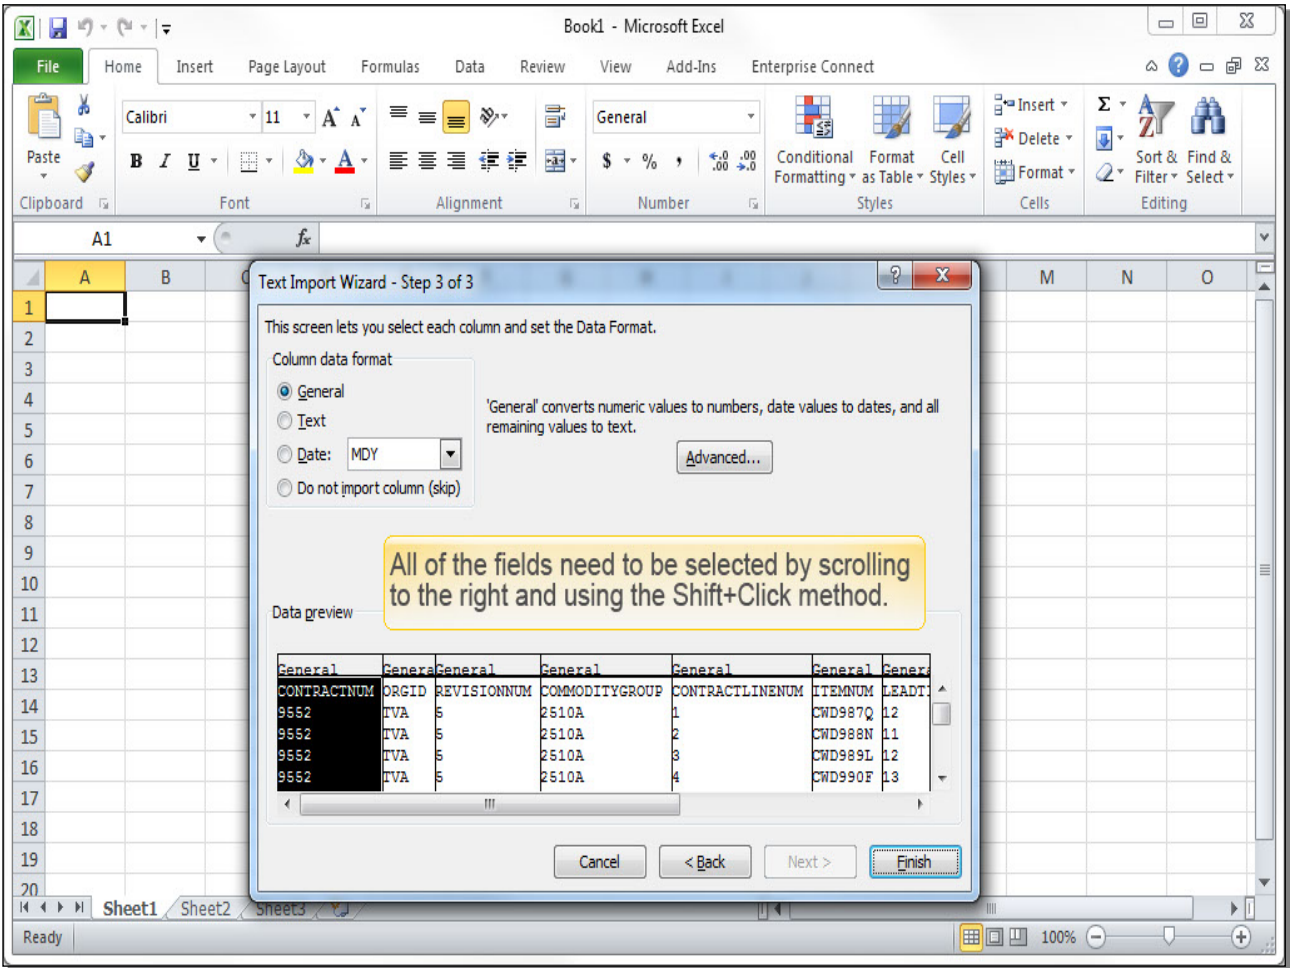 Book1 - Microsoft Excel
File Home Insert Page Layout Formulas Data Review View Add-Ins Enterprise Connect
Paste
Clipboard
Calibri 11
B I U
Font
Alignment
General
$ % ,
Number
Conditional Formatting
Format as Table
Cell Styles
Styles
Insert
Delete
Format
Cells
Σ
Sort & Filter
Find & Select
Editing
A1 fx
A B C M N O
1
2
3
4
5
6
7
8
9
10
11
12
13
14
15
16
17
18
19
20
Text Import Wizard - Step 3 of 3
This screen lets you select each column and set the Data Format.
Column data format
General
Text
Date: MDY
Do not import column (skip)
'General' converts numeric values to numbers, date values to dates, and all
remaining values to text.
Advanced...
All of the fields need to be selected by scrolling
to the right and using the Shift+Click method.
Data preview
General Genera General General General General Genera
CONTRACTNUM ORGID REVISIONNUM COMMODITYGROUP CONTRACTLINENUM ITEMNUM LEADTI
9552 TVA 5 2510A 1 CWD987Q 12
9552 TVA 5 2510A 2 CWD988N 11
9552 TVA 5 2510A 3 CWD989L 12
9552 TVA 5 2510A 4 CWD990F 13
Cancel < Back Next > Finish
Sheet1 Sheet2 Sheet3
Ready 100%